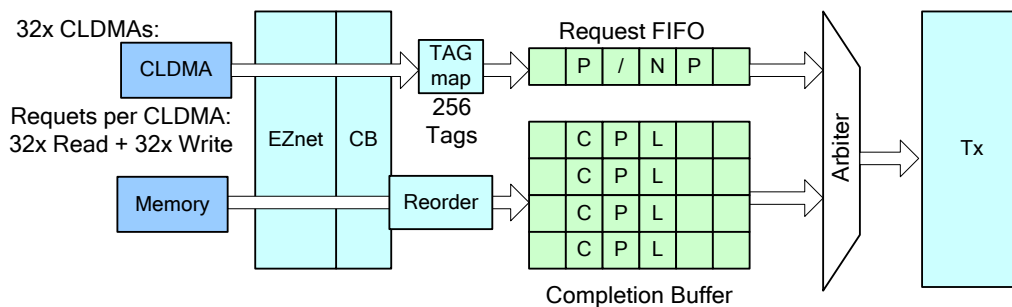 32x CLDMAs:
CLDMA
Requets per CLDMA:
32x Read + 32x Write
Memory
EZnet
CB
TAG
map
256
Tags
Reorder
Request FIFO
P / N P
C P L
C P L
C P L
C P L
Completion Buffer
Arbiter
Tx